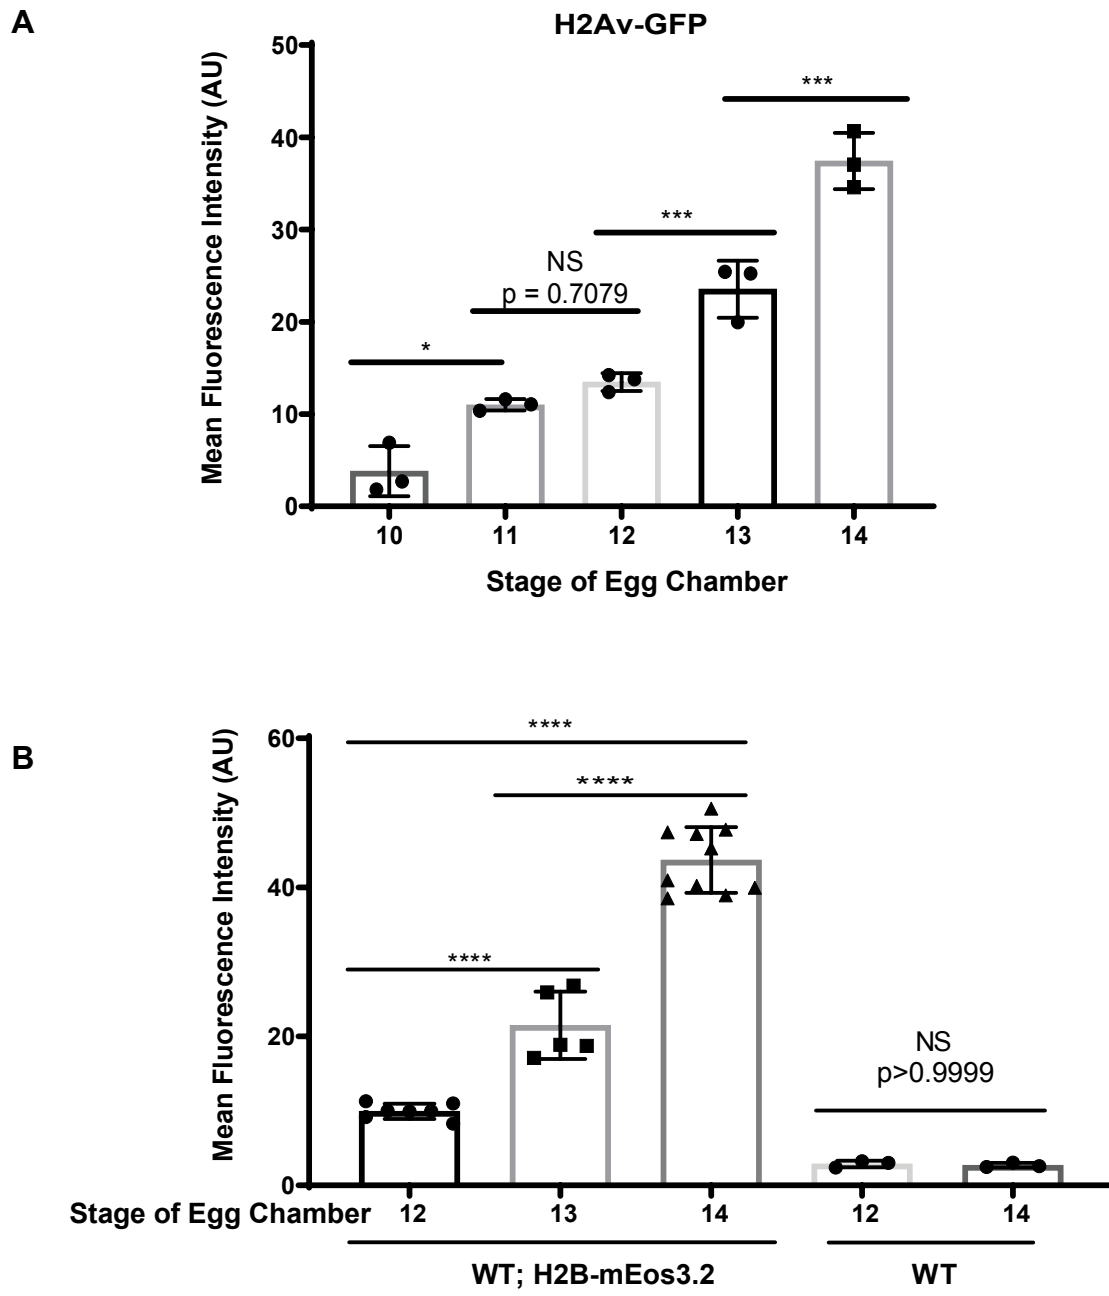 A
H2Av-GFP
Mean Fluorescence Intensity (AU)
50
40
30
20
10
0
*
NS
p = 0.7079
***
***
10 11 12 13 14
Stage of Egg Chamber
B
Mean Fluorescence Intensity (AU)
60
40
20
0
****
****
****
NS
p>0.9999
Stage of Egg Chamber 12 13 14 12 14
WT; H2B-mEos3.2 WT